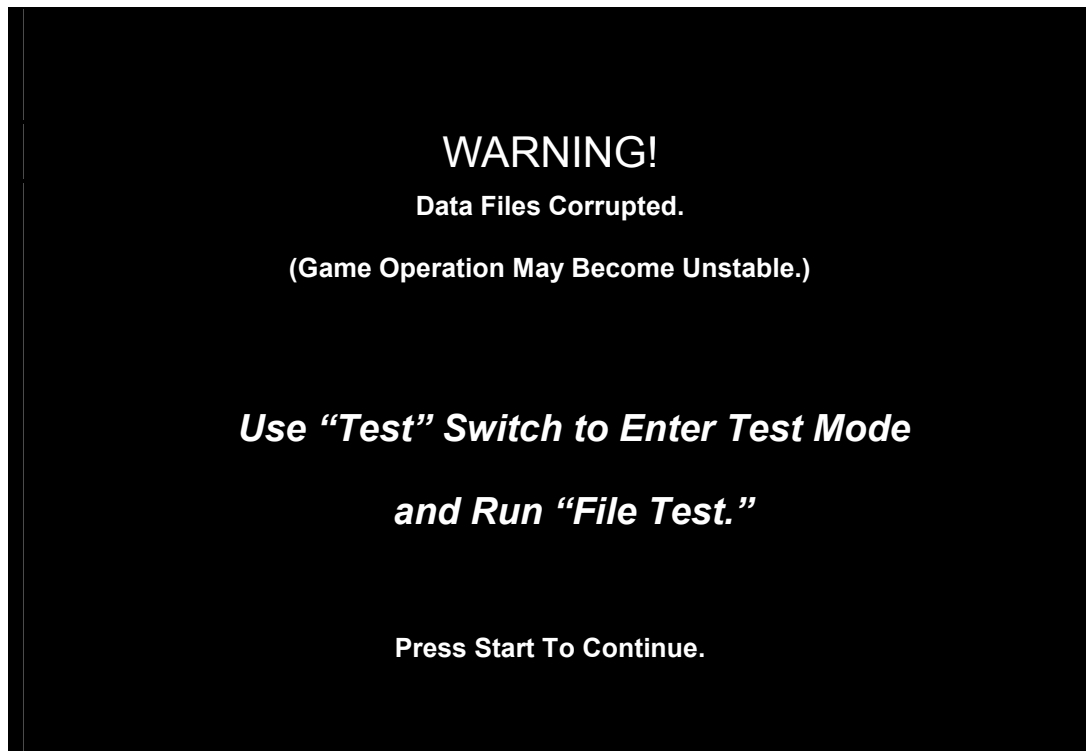 WARNING!
Data Files Corrupted.
(Game Operation May Become Unstable.)
Use “Test” Switch to Enter Test Mode
and Run “File Test.”
Press Start To Continue.